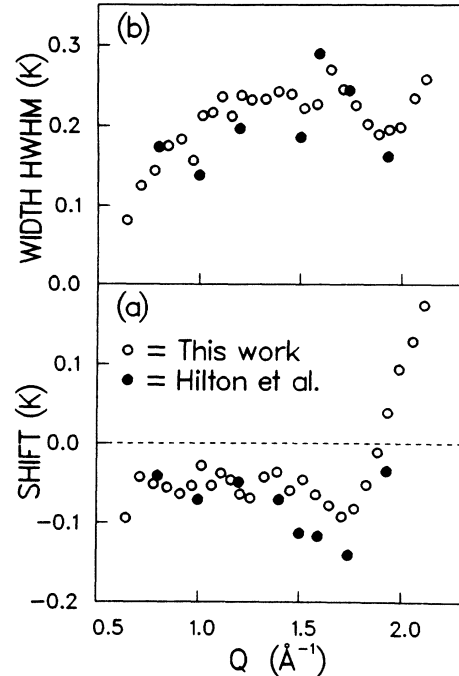 (b)
WIDTH HWHM (K)
0.3
0.2
0.1
0.0
(a)
○ = This work
● = Hilton et al.
SHIFT (K)
0.1
0.0
-0.1
-0.2
0.5 1.0 1.5 2.0
Q (Å⁻¹)